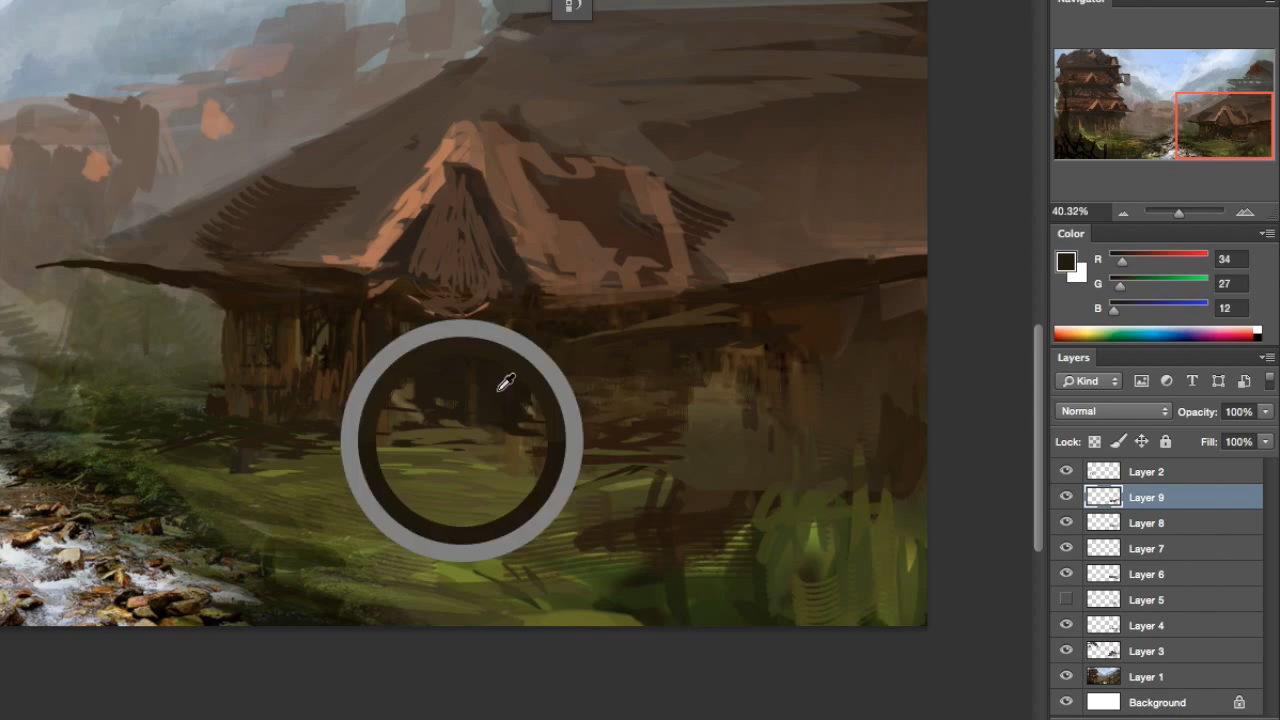 Navigator
40.32%
Color
R 34
G 27
B 12
Layers
Kind
Normal Opacity: 100%
Lock: Fill: 100%
Layer 2
Layer 9
Layer 8
Layer 7
Layer 6
Layer 5
Layer 4
Layer 3
Layer 1
Background